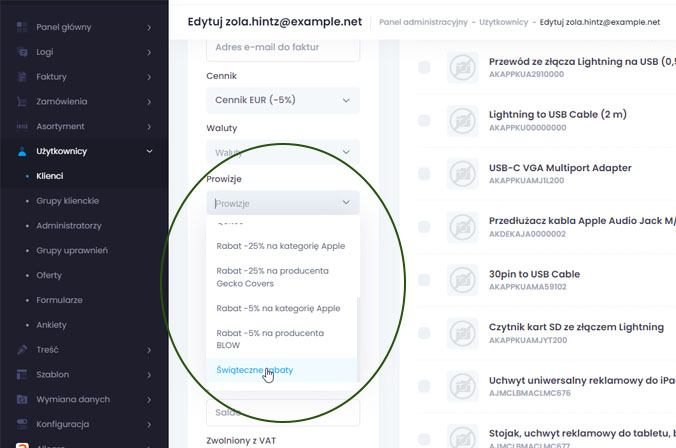 Edytuj zola.hintz@example.net
Panel administracyjny - Użytkownicy - Edytuj zola.hintz@example.net
Panel główny
Logi
Faktury
Zamówienia
Asortyment
Użytkownicy
Klienci
Grupy klienckie
Administratorzy
Grupy uprawnień
Oferty
Formularze
Ankiety
Treść
Szablon
Wymiana danych
Konfiguracja
Adres e-mail do faktur
Cennik
Cennik EUR (-5%)
Waluty
Waluty
Prowizje
Prowizje
Rabat -25% na kategorię Apple
Rabat -25% na producenta
Gecko Covers
Rabat -5% na kategorię Apple
Rabat -5% na producenta
BLOW
Świąteczne rabaty
Saldo
Zwolniony z VAT
Przewód ze złącza Lightning na USB (0,5
AKAPPKUA2910000
Lightning to USB Cable (2 m)
AKAPPKUU00000000
USB-C VGA Multiport Adapter
AKAPPKUAMJ1L200
Przedłużacz kabla Apple Audio Jack M/
AKDEKAJA0000002
30pin to USB Cable
AKAPPKUAMA59102
Czytnik kart SD ze złączem Lightning
AKAPPKUAMJYT200
Uchwyt uniwersalny reklamowy do iPa
AJMCLBMACLMC676
Stojak, uchwyt reklamowy do tabletu, b
AJMCLBMACLMC677